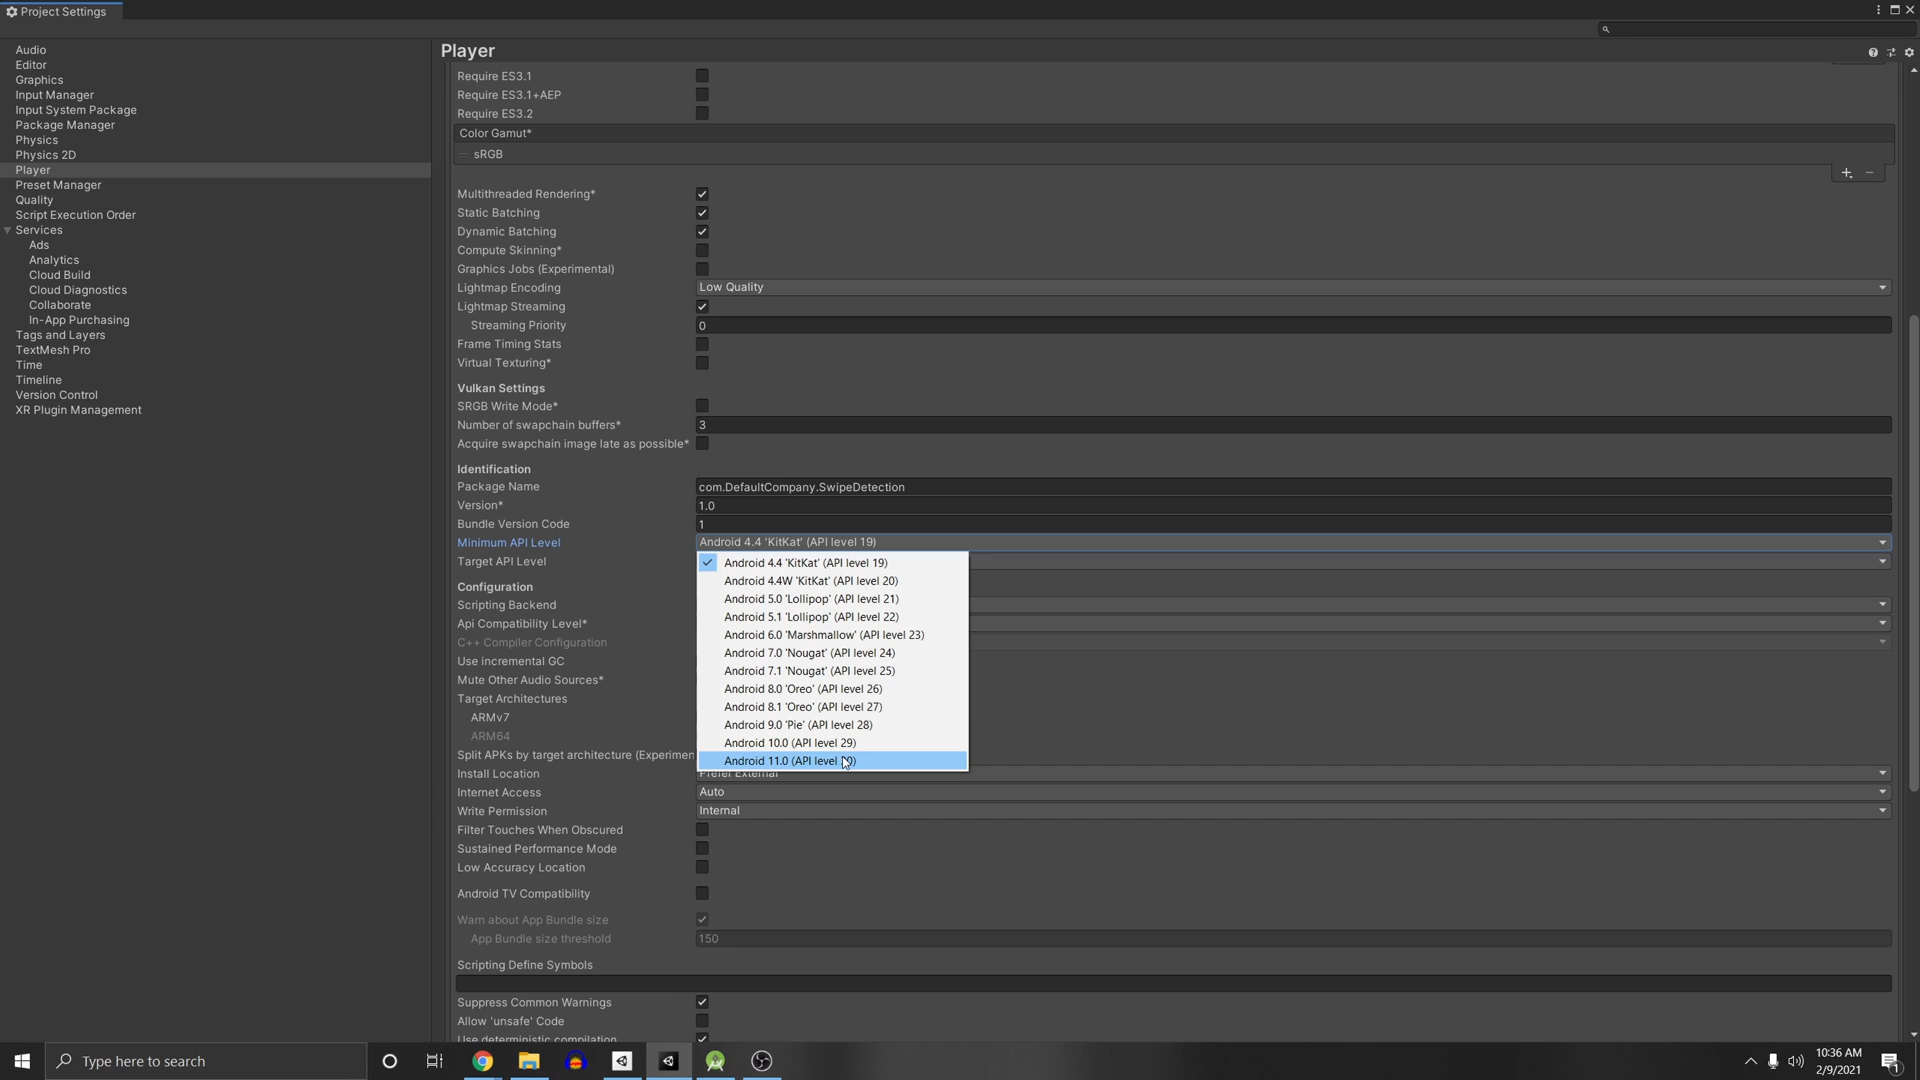 Project Settings
Audio
Editor
Graphics
Input Manager
Input System Package
Package Manager
Physics
Physics 2D
Player
Preset Manager
Quality
Script Execution Order
Services
Ads
Analytics
Cloud Build
Cloud Diagnostics
Collaborate
In-App Purchasing
Tags and Layers
TextMesh Pro
Time
Timeline
Version Control
XR Plugin Management
Player
Require ES3.1
Require ES3.1+AEP
Require ES3.2
Color Gamut*
sRGB
Multithreaded Rendering*
Static Batching
Dynamic Batching
Compute Skinning*
Graphics Jobs (Experimental)
Lightmap Encoding Low Quality
Lightmap Streaming
Streaming Priority 0
Frame Timing Stats
Virtual Texturing*
Vulkan Settings
SRGB Write Mode*
Number of swapchain buffers* 3
Acquire swapchain image late as possible*
Identification
Package Name com.DefaultCompany.SwipeDetection
Version* 1.0
Bundle Version Code 1
Minimum API Level Android 4.4 'KitKat' (API level 19)
Target API Level
Android 4.4 'KitKat' (API level 19)
Android 4.4W 'KitKat' (API level 20)
Android 5.0 'Lollipop' (API level 21)
Android 5.1 'Lollipop' (API level 22)
Android 6.0 'Marshmallow' (API level 23)
Android 7.0 'Nougat' (API level 24)
Android 7.1 'Nougat' (API level 25)
Android 8.0 'Oreo' (API level 26)
Android 8.1 'Oreo' (API level 27)
Android 9.0 'Pie' (API level 28)
Android 10.0 (API level 29)
Android 11.0 (API level
Configuration
Scripting Backend
Api Compatibility Level*
C++ Compiler Configuration
Use incremental GC
Mute Other Audio Sources*
Target Architectures
ARMv7
ARM64
Split APKs by target architecture (Experimen
Install Location Prefer External
Internet Access Auto
Write Permission Internal
Filter Touches When Obscured
Sustained Performance Mode
Low Accuracy Location
Android TV Compatibility
Warn about App Bundle size
App Bundle size threshold 150
Scripting Define Symbols
Suppress Common Warnings
Allow 'unsafe' Code
Use deterministic compilation
Type here to search
10:36 AM
2/9/2021
1